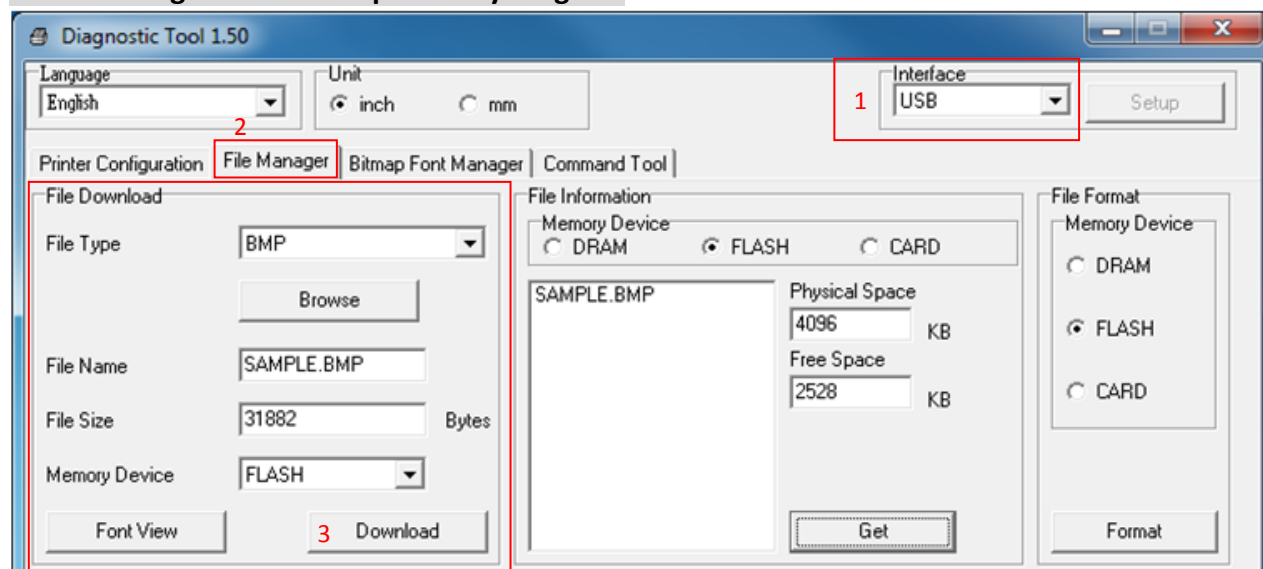 Diagnostic Tool 1.50
Language
English
Unit
inch
mm
1
Interface
USB
Setup
2
Printer Configuration
File Manager
Bitmap Font Manager
Command Tool
File Download
File Type
BMP
Browse
File Name
SAMPLE.BMP
File Size
31882
Bytes
Memory Device
FLASH
Font View
3
Download
File Information
Memory Device
DRAM
FLASH
CARD
SAMPLE.BMP
Physical Space
4096
KB
Free Space
2528
KB
Get
File Format
Memory Device
DRAM
FLASH
CARD
Format